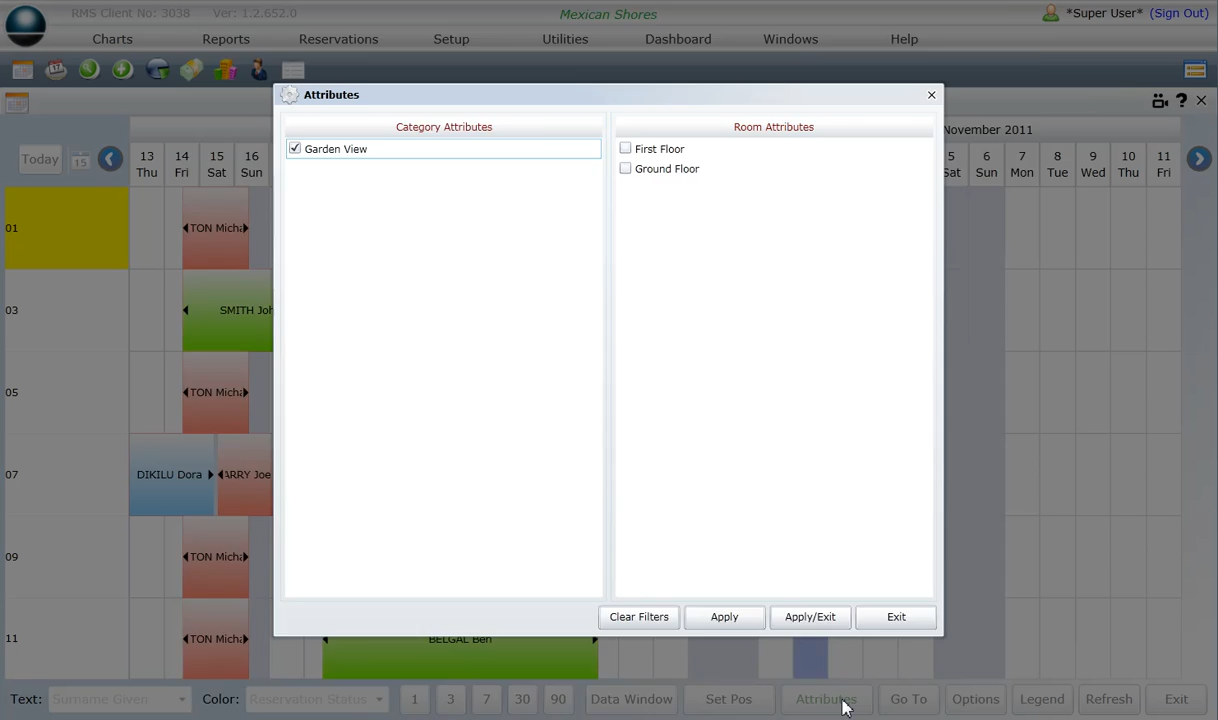 RMS Client No: 3038 Ver: 1.2.652.0 Mexican Shores *Super User* (Sign Out)
Charts Reports Reservations Setup Utilities Dashboard Windows Help
Attributes
Category Attributes Room Attributes
Garden View
First Floor
Ground Floor
Clear Filters Apply Apply/Exit Exit
November 2011
Today 15
13 14 15 16 5 6 7 8 9 10 11
Thu Fri Sat Sun Sat Sun Mon Tue Wed Thu Fri
01 TON Micha
03 SMITH Joh
05 TON Micha
07 DIKILU Dora ARRY Joe
09 TON Micha
11 TON Micha BELGAL Ben
Text: Surname Given Color: Reservation Status 1 3 7 30 90 Data Window Set Pos Attributes Go To Options Legend Refresh Exit